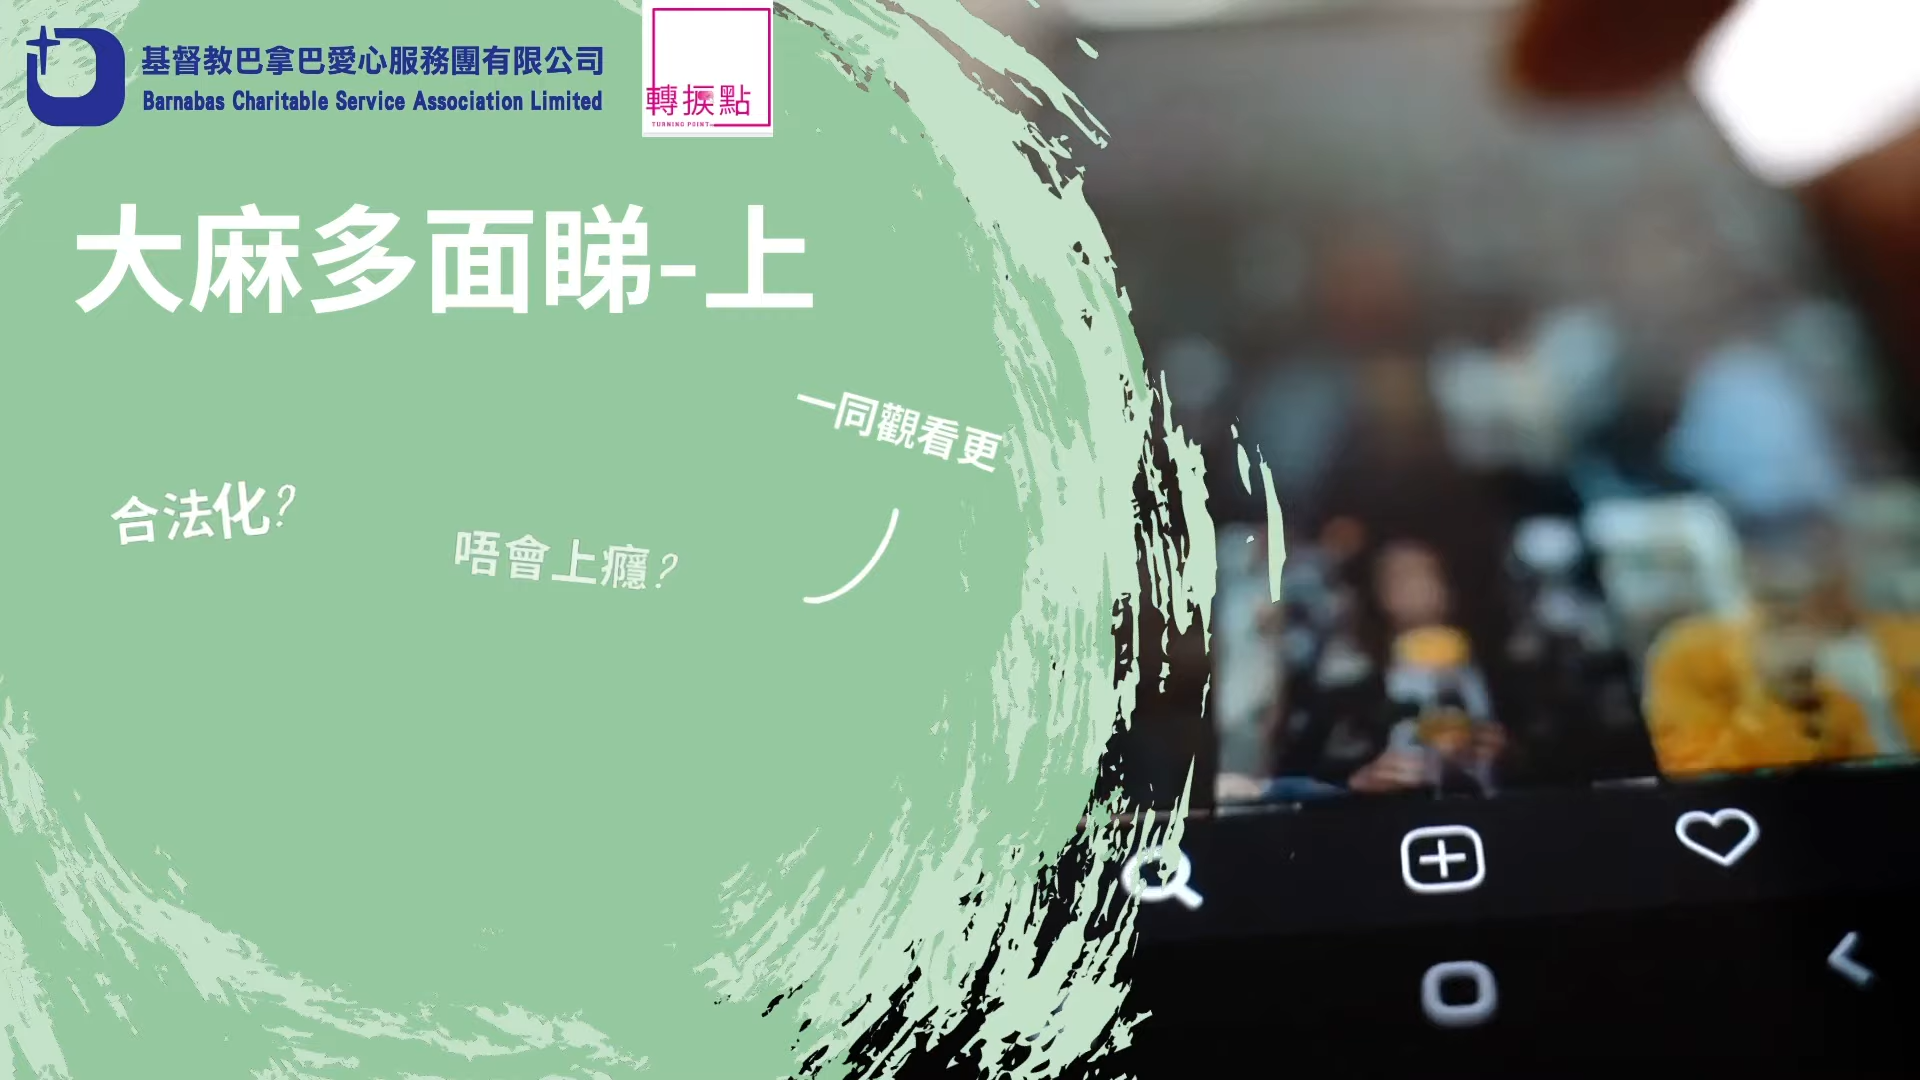 基督教巴拿巴愛心服務團有限公司
Barnabas Charitable Service Association Limited
轉捩點
TURNING POINT
大麻多面睇-上
一同觀看更
合法化?
唔會上癮?